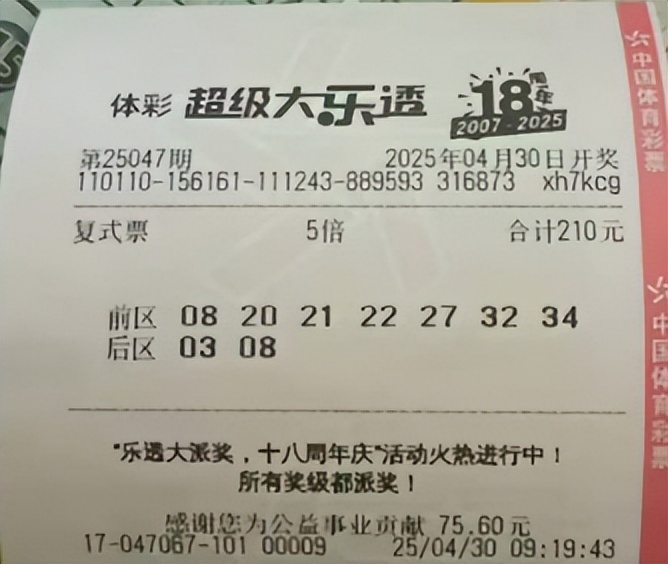 体彩 超级大乐透 18周年 2007-2025
第25047期 2025年04月30日开奖
110110-156161-111243-889593 316873 xh7kcg
复式票 5倍 合计210元
前区 08 20 21 22 27 32 34
后区 03 08
“乐透大派奖，十八周年庆”活动火热进行中！
所有奖级都派奖！
感谢您为公益事业贡献 75.60元
17-047067-101 00009 25/04/30 09:19:43
中国体育彩票
中国体育彩票